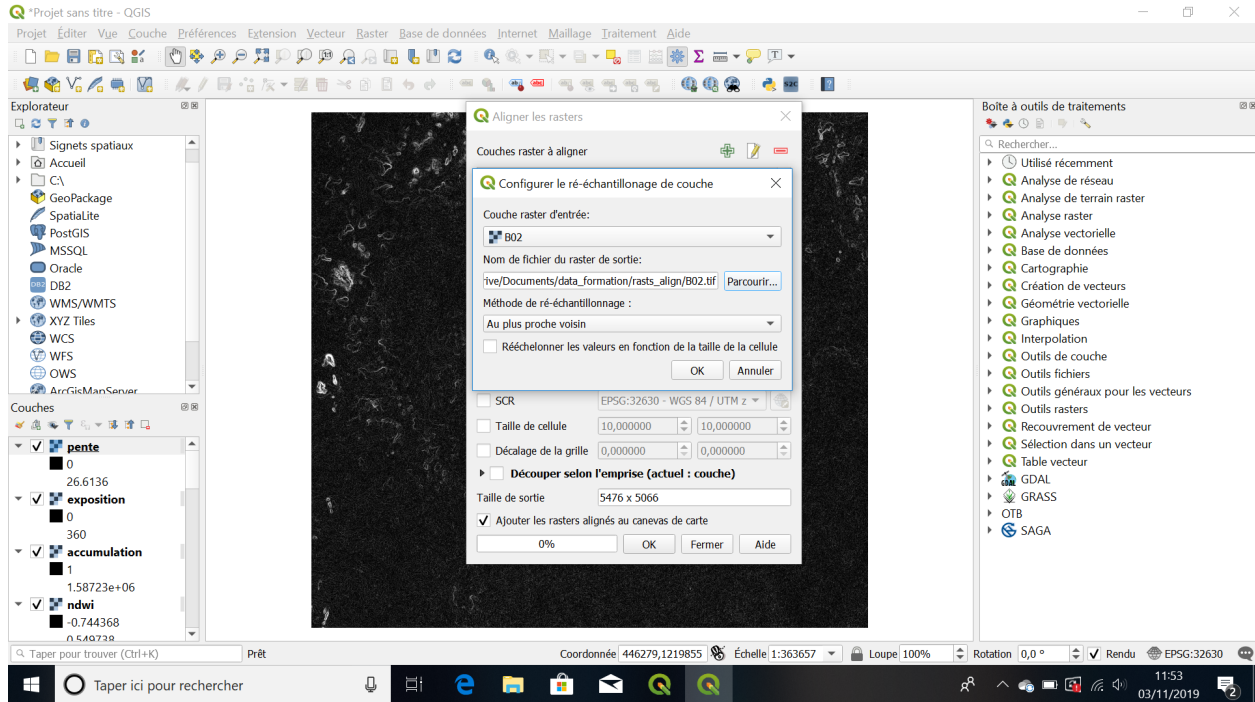 *Projet sans titre - QGIS
Projet Éditer Vue Couche Préférences Extension Vecteur Raster Base de données Internet Maillage Traitement Aide
Explorateur
Signets spatiaux
Accueil
C:\
GeoPackage
SpatiaLite
PostGIS
MSSQL
Oracle
DB2
WMS/WMTS
XYZ Tiles
WCS
WFS
OWS
ArcGisMapServer
Couches
pente
0
26.6136
exposition
0
360
accumulation
1
1.58723e+06
ndwi
-0.744368
0.549738
Aligner les rasters
Couches raster à aligner
Configurer le ré-échantillonage de couche
Couche raster d'entrée:
B02
Nom de fichier du raster de sortie:
ive/Documents/data_formation/rasts_align/B02.tif Parcourir...
Méthode de ré-échantillonnage :
Au plus proche voisin
Rééchelonner les valeurs en fonction de la taille de la cellule
OK Annuler
SCR EPSG:32630 - WGS 84 / UTM z
Taille de cellule 10,000000 10,000000
Décalage de la grille 0,000000 0,000000
Découper selon l'emprise (actuel : couche)
Taille de sortie 5476 x 5066
Ajouter les rasters alignés au canevas de carte
0% OK Fermer Aide
Boîte à outils de traitements
Rechercher...
Utilisé récemment
Analyse de réseau
Analyse de terrain raster
Analyse raster
Analyse vectorielle
Base de données
Cartographie
Création de vecteurs
Géométrie vectorielle
Graphiques
Interpolation
Outils de couche
Outils fichiers
Outils généraux pour les vecteurs
Outils rasters
Recouvrement de vecteur
Sélection dans un vecteur
Table vecteur
GDAL
GRASS
OTB
SAGA
Taper pour trouver (Ctrl+K) Prêt Coordonnée 446279,1219855 Échelle 1:363657 Loupe 100% Rotation 0,0 ° Rendu EPSG:32630
Taper ici pour rechercher
11:53
03/11/2019
2